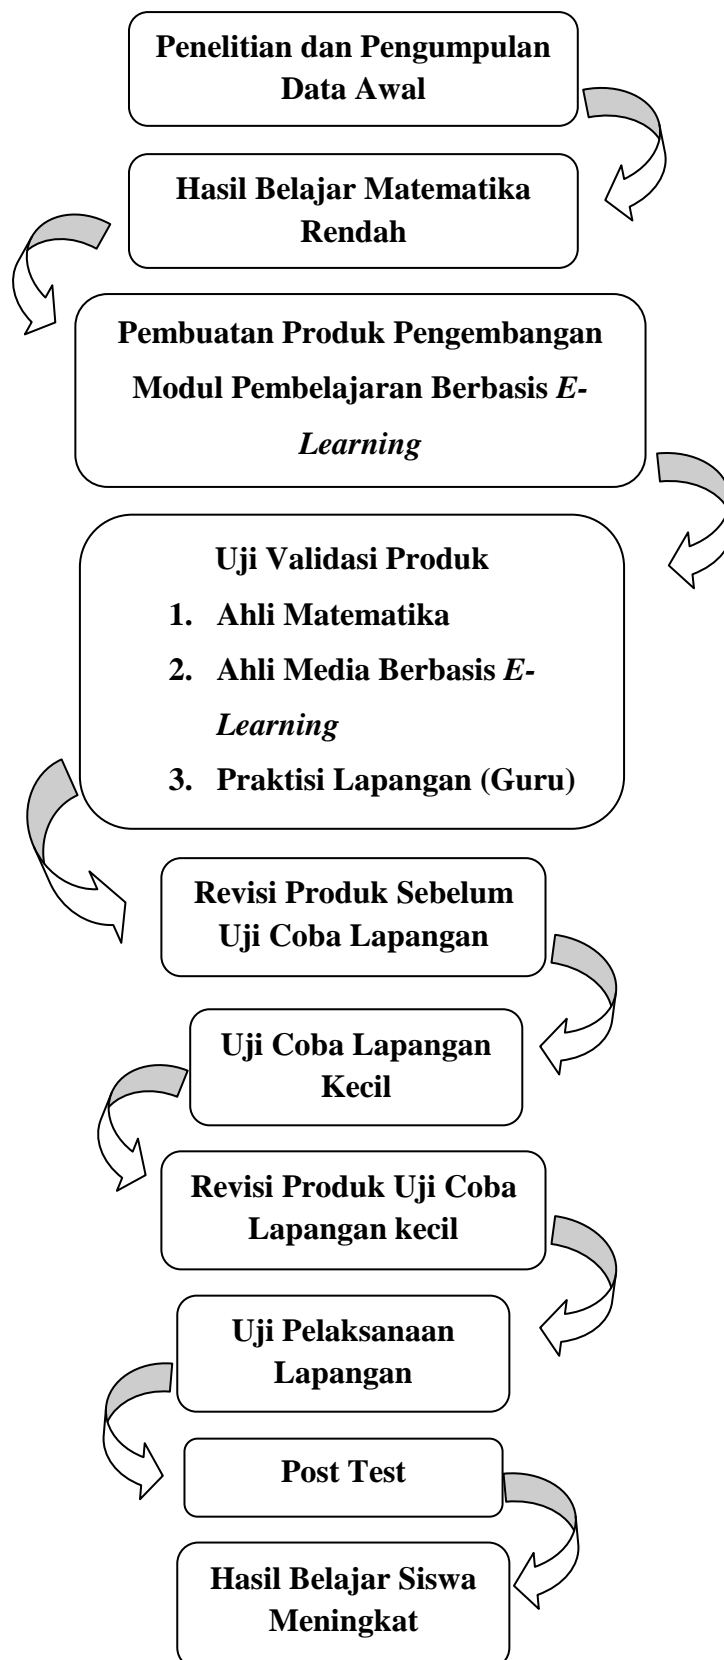 Penelitian dan Pengumpulan
Data Awal
Hasil Belajar Matematika
Rendah
Pembuatan Produk Pengembangan
Modul Pembelajaran Berbasis E-
Learning
Uji Validasi Produk
1. Ahli Matematika
2. Ahli Media Berbasis E-
Learning
3. Praktisi Lapangan (Guru)
Revisi Produk Sebelum
Uji Coba Lapangan
Uji Coba Lapangan
Kecil
Revisi Produk Uji Coba
Lapangan kecil
Uji Pelaksanaan
Lapangan
Post Test
Hasil Belajar Siswa
Meningkat